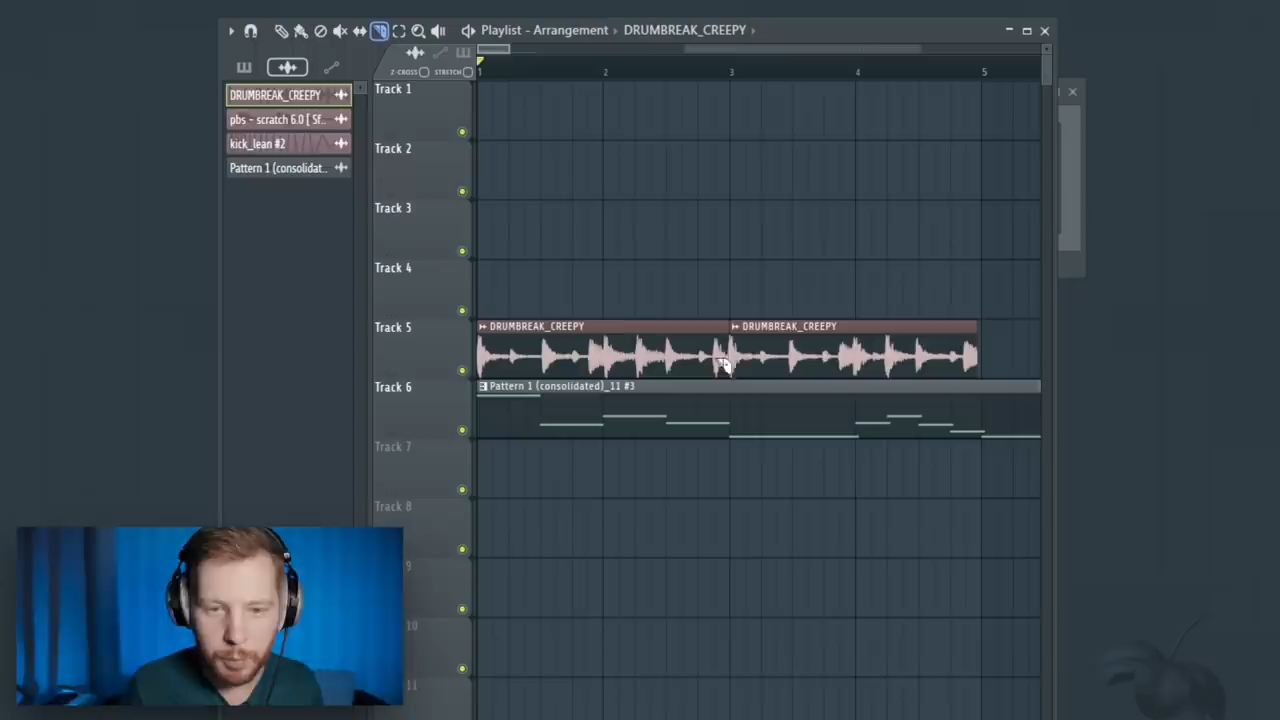 Playlist - Arrangement › DRUMBREAK_CREEPY ›
Z-CROSS STRETCH
1 2 3 4 5
DRUMBREAK_CREEPY
pbs - scratch 6.0 [ Sf..
kick_lean #2
Pattern 1 (consolidat..
Track 1
Track 2
Track 3
Track 4
Track 5
DRUMBREAK_CREEPY DRUMBREAK_CREEPY
Track 6
Pattern 1 (consolidated)_11 #3
Track 7
Track 8
9
10
11